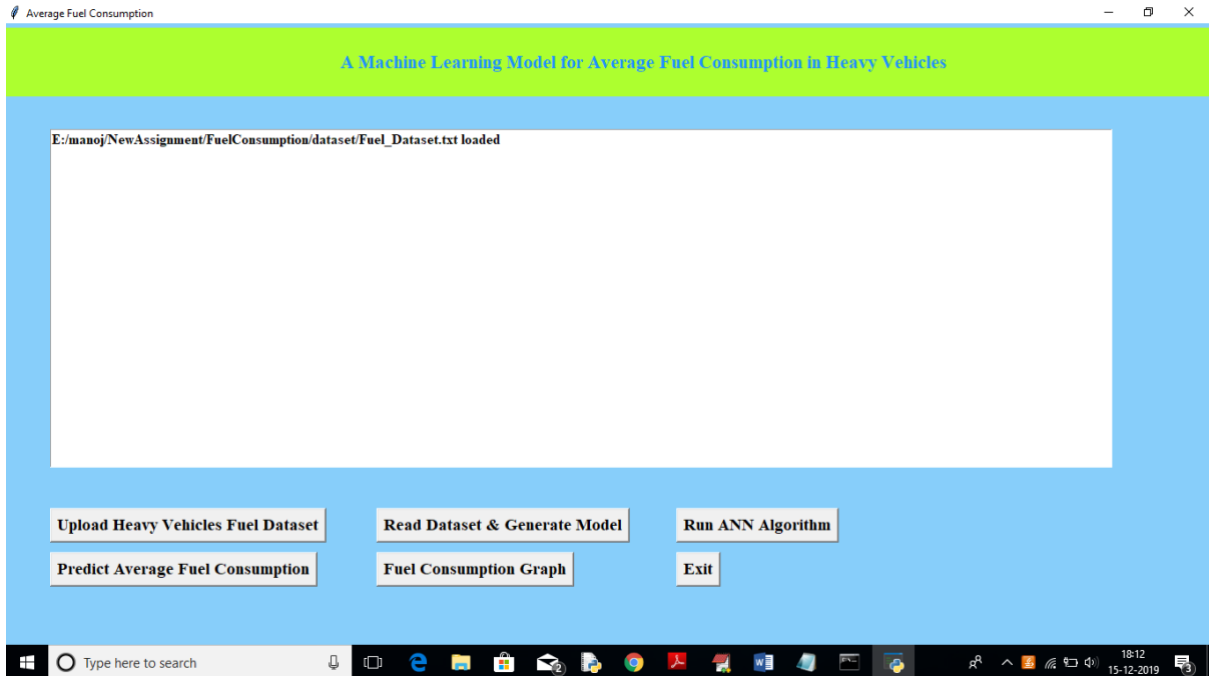 Average Fuel Consumption
A Machine Learning Model for Average Fuel Consumption in Heavy Vehicles
E:/manoj/NewAssignment/FuelConsumption/dataset/Fuel_Dataset.txt loaded
Upload Heavy Vehicles Fuel Dataset
Read Dataset & Generate Model
Run ANN Algorithm
Predict Average Fuel Consumption
Fuel Consumption Graph
Exit
Type here to search
2
18:12
15-12-2019
3